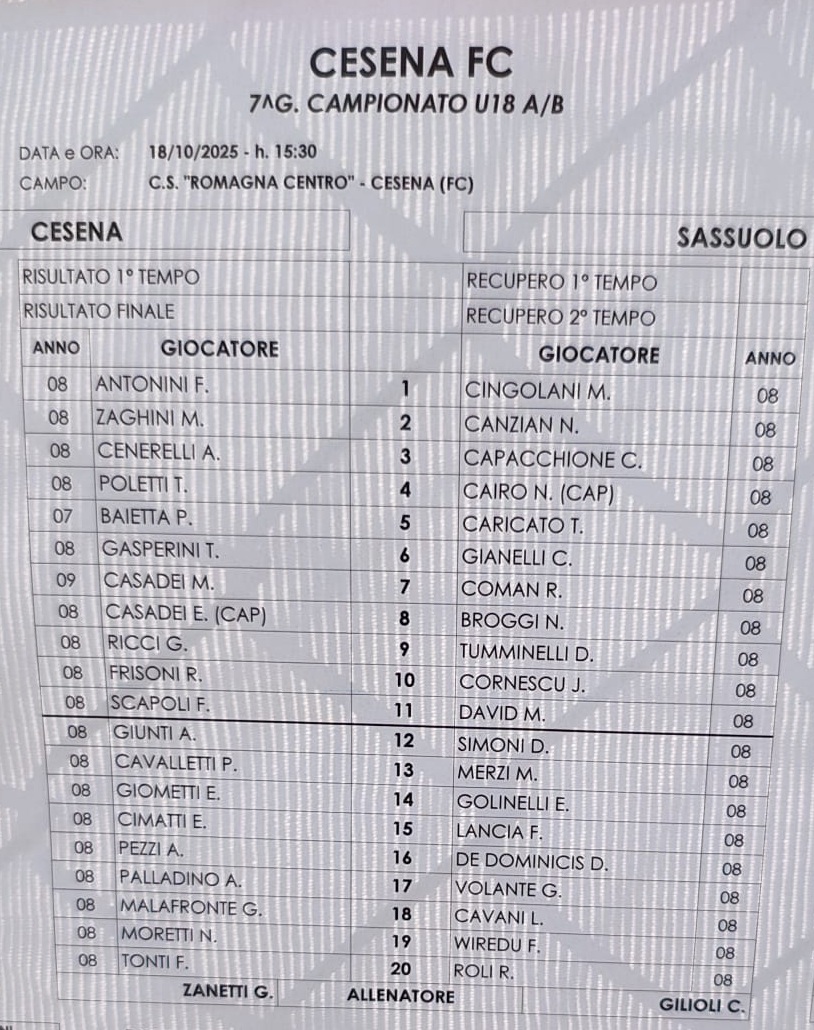 CESENA FC
7^G. CAMPIONATO U18 A/B
DATA e ORA: 18/10/2025 - h. 15:30
CAMPO: C.S. "ROMAGNA CENTRO" - CESENA (FC)
CESENA SASSUOLO
RISULTATO 1° TEMPO RECUPERO 1° TEMPO
RISULTATO FINALE RECUPERO 2° TEMPO
ANNO GIOCATORE GIOCATORE ANNO
08 ANTONINI F. 1 CINGOLANI M. 08
08 ZAGHINI M. 2 CANZIAN N. 08
08 CENERELLI A. 3 CAPACCHIONE C. 08
08 POLETTI T. 4 CAIRO N. (CAP) 08
07 BAIETTA P. 5 CARICATO T. 08
08 GASPERINI T. 6 GIANELLI C. 08
09 CASADEI M. 7 COMAN R. 08
08 CASADEI E. (CAP) 8 BROGGI N. 08
08 RICCI G. 9 TUMMINELLI D. 08
08 FRISONI R. 10 CORNESCU J. 08
08 SCAPOLI F. 11 DAVID M. 08
08 GIUNTI A. 12 SIMONI D. 08
08 CAVALLETTI P. 13 MERZI M. 08
08 GIOMETTI E. 14 GOLINELLI E. 08
08 CIMATTI E. 15 LANCIA F. 08
08 PEZZI A. 16 DE DOMINICIS D. 08
08 PALLADINO A. 17 VOLANTE G. 08
08 MALAFRONTE G. 18 CAVANI L. 08
08 MORETTI N. 19 WIREDU F. 08
08 TONTI F. 20 ROLI R. 08
ZANETTI G. ALLENATORE GILIOLI C.